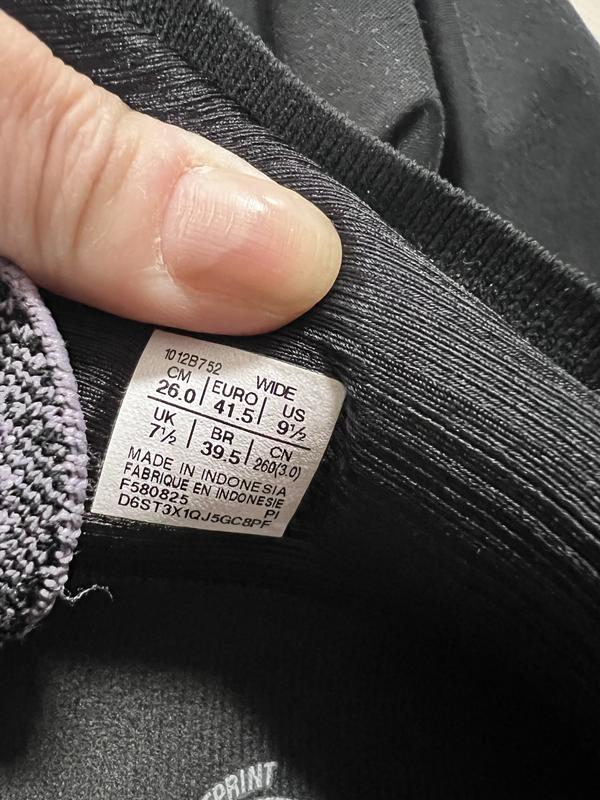 1012B752 WIDE
CM EURO US
26.0 41.5 9½
UK BR CN
7½ 39.5 260(3.0)
MADE IN INDONESIA
FABRIQUE EN INDONESIE
F580825 PI
D6ST3X1QJ5GC8PF